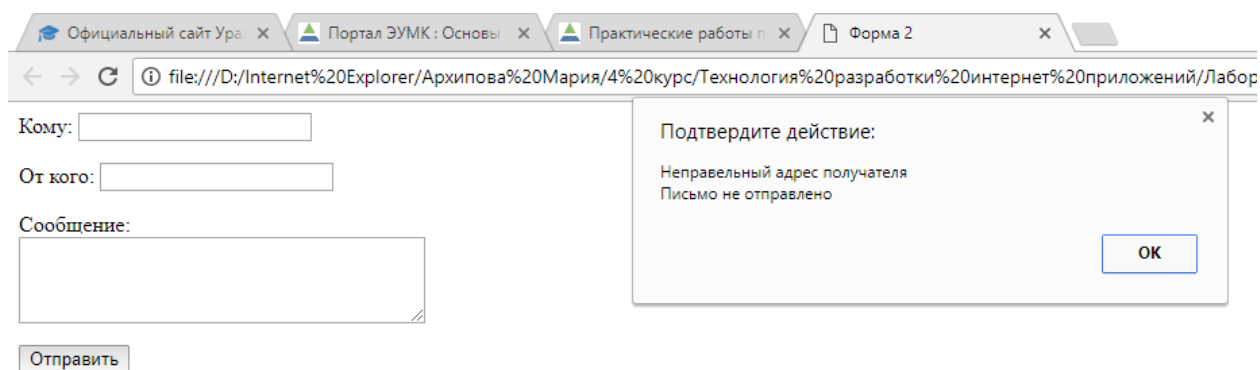 Официальный сайт Ура
Портал ЭУМК : Основы
Практические работы п
Форма 2
file:///D:/Internet%20Explorer/Архипова%20Мария/4%20курс/Технология%20разработки%20интернет%20приложений/Лабор
Кому:
От кого:
Сообщение:
Отправить
Подтвердите действие:
Неправельный адрес получателя
Письмо не отправлено
ОК